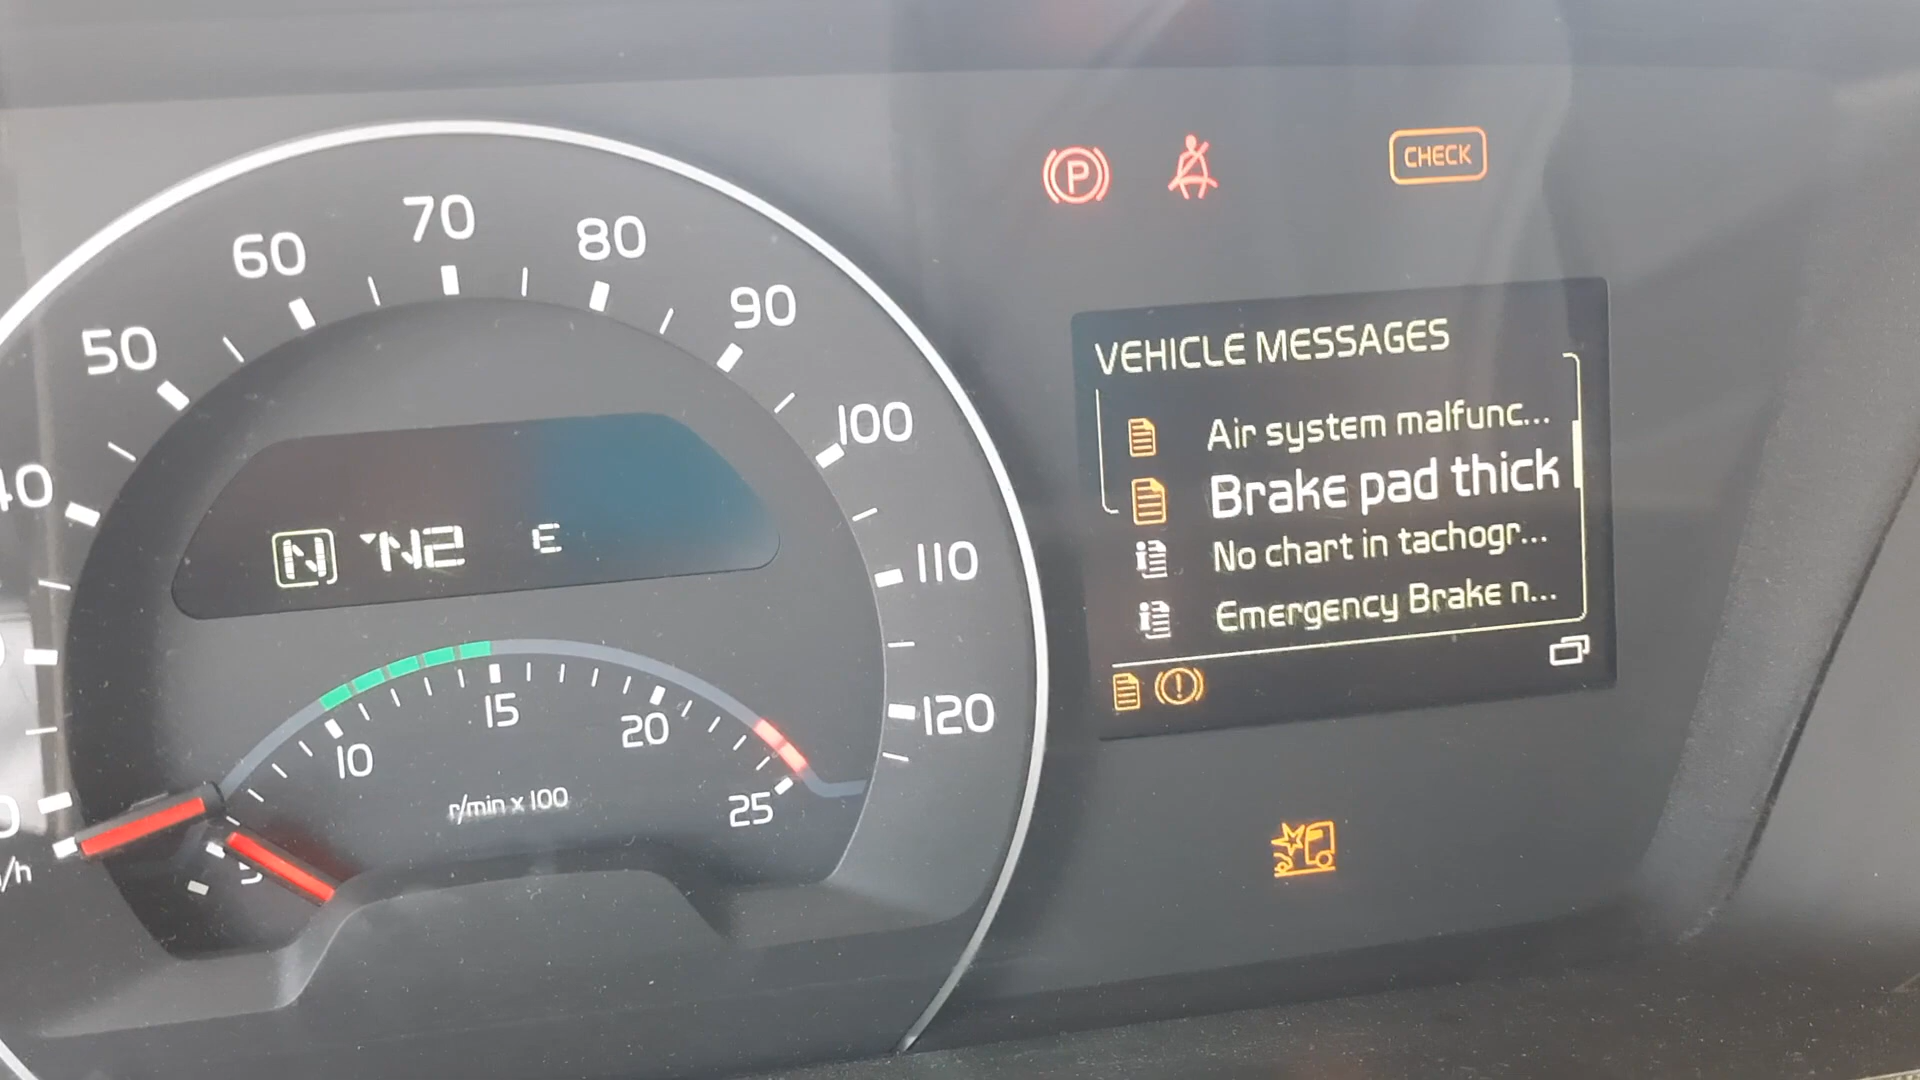 40
50
60
70
80
90
100
110
120
N N2 E
5
10
15
20
25
r/min x 100
P
CHECK
VEHICLE MESSAGES
Air system malfunc...
Brake pad thick
No chart in tachogr...
Emergency Brake n...